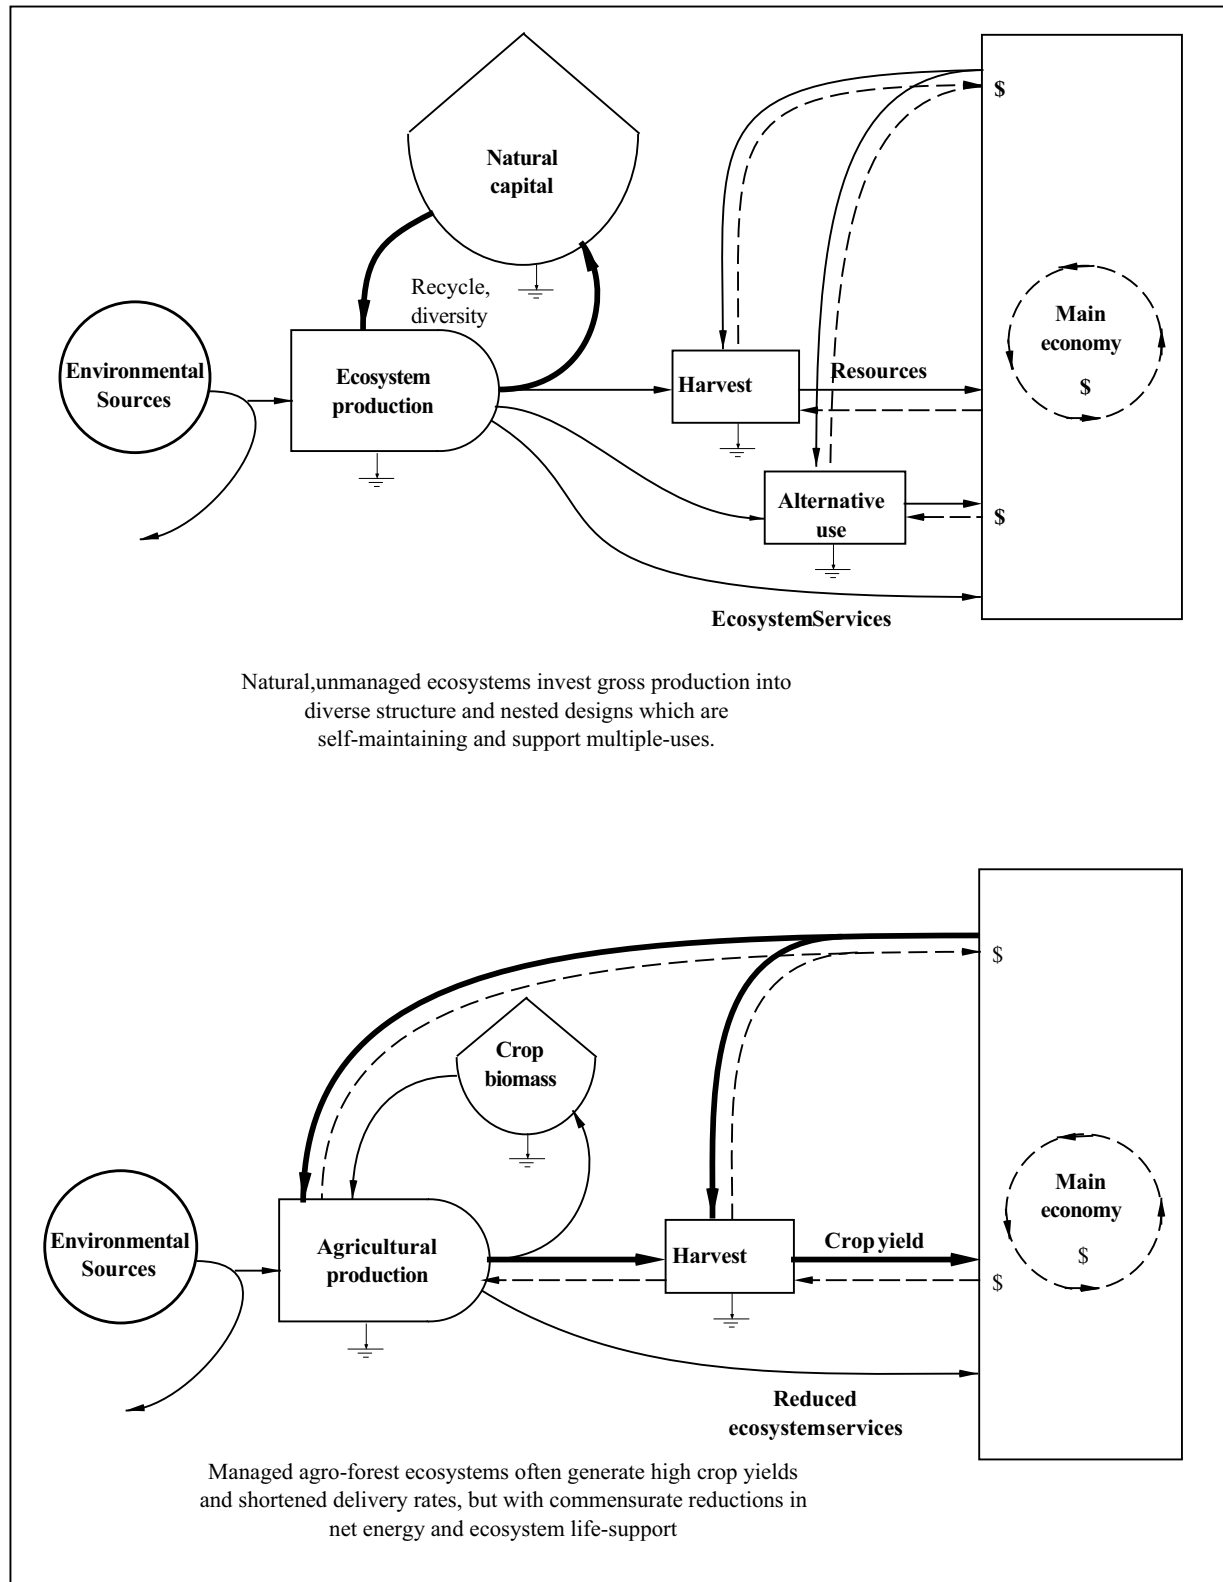 Natural
capital
$
Recycle,
diversity
Environmental
Sources
Ecosystem
production
Harvest
Resources
Main
economy
$
Alternative
use
$
EcosystemServices
Natural,unmanaged ecosystems invest gross production into
diverse structure and nested designs which are
self-maintaining and support multiple-uses.
$
Crop
biomass
Environmental
Sources
Agricultural
production
Harvest
Crop yield
Main
economy
$
$
Reduced
ecosystemservices
Managed agro-forest ecosystems often generate high crop yields
and shortened delivery rates, but with commensurate reductions in
net energy and ecosystem life-support